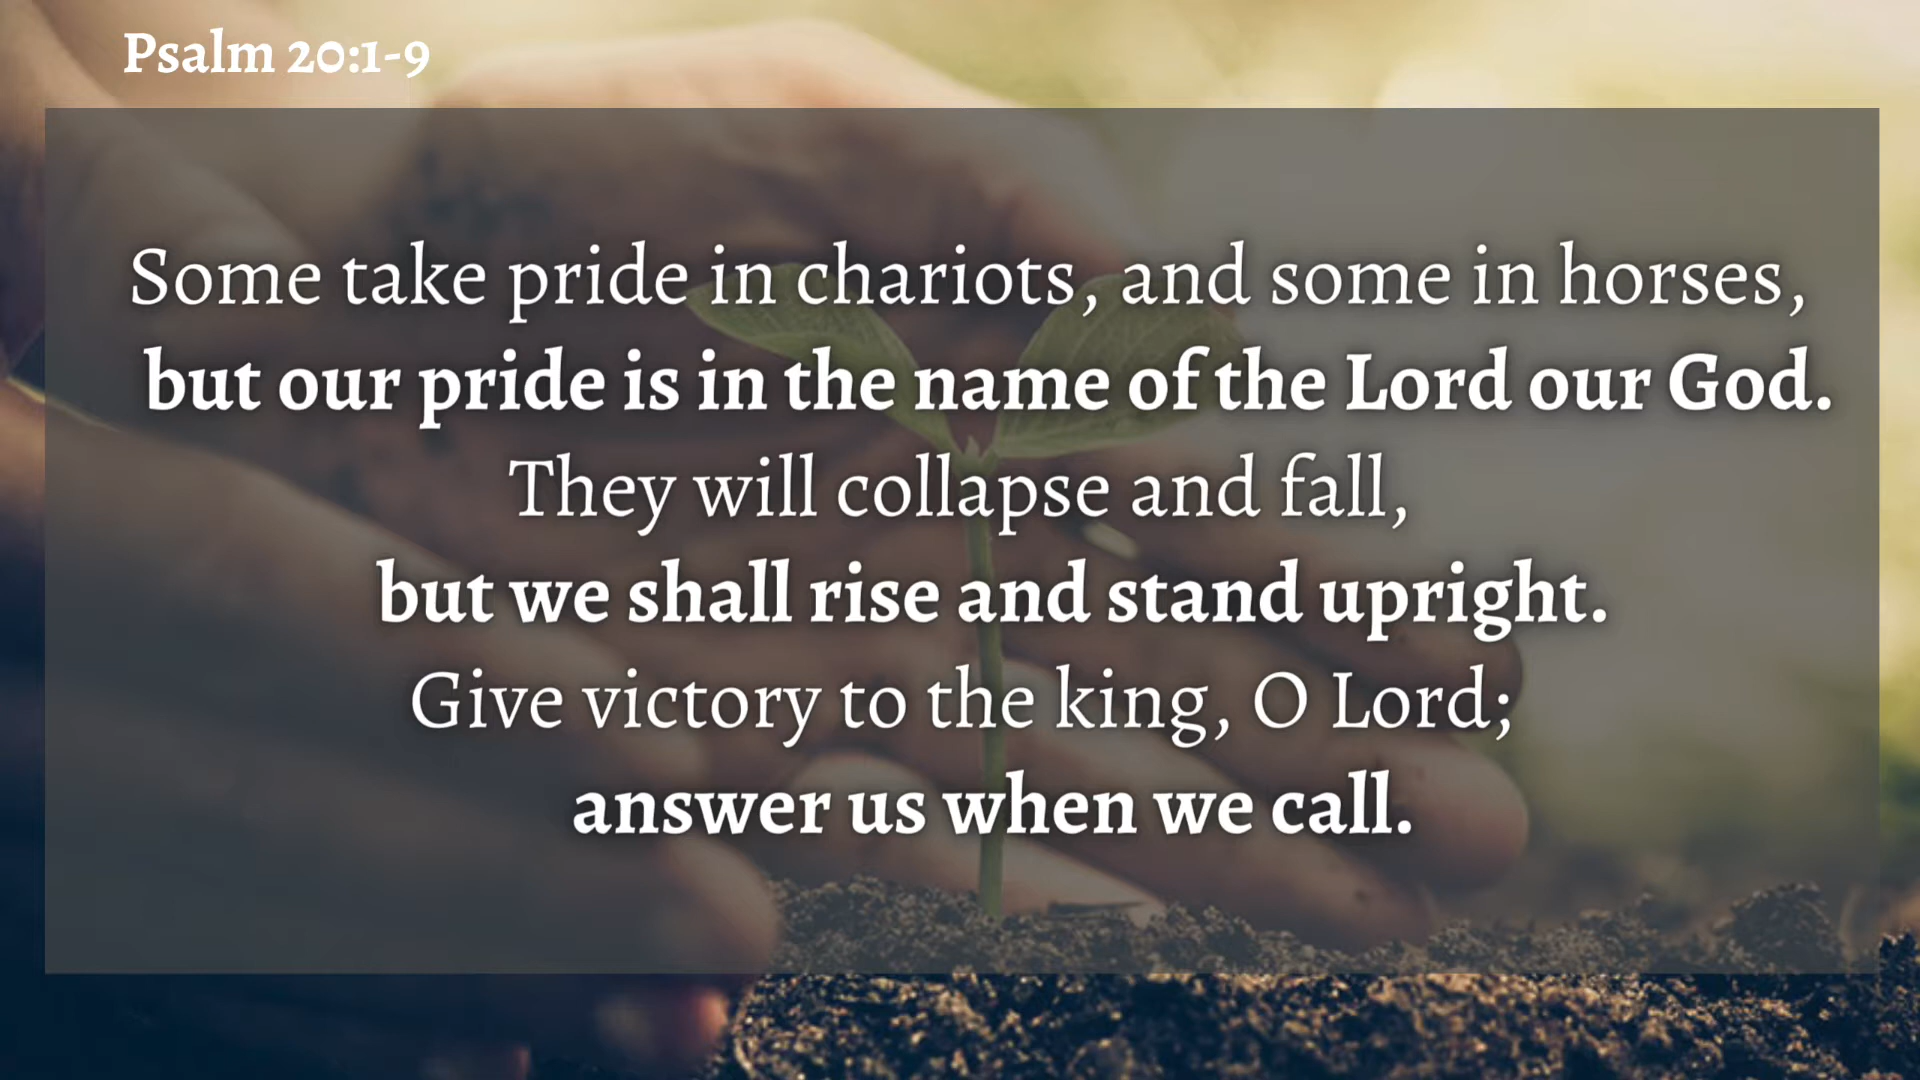 Psalm 20:1-9
Some take pride in chariots, and some in horses,
but our pride is in the name of the Lord our God.
They will collapse and fall,
but we shall rise and stand upright.
Give victory to the king, O Lord;
answer us when we call.